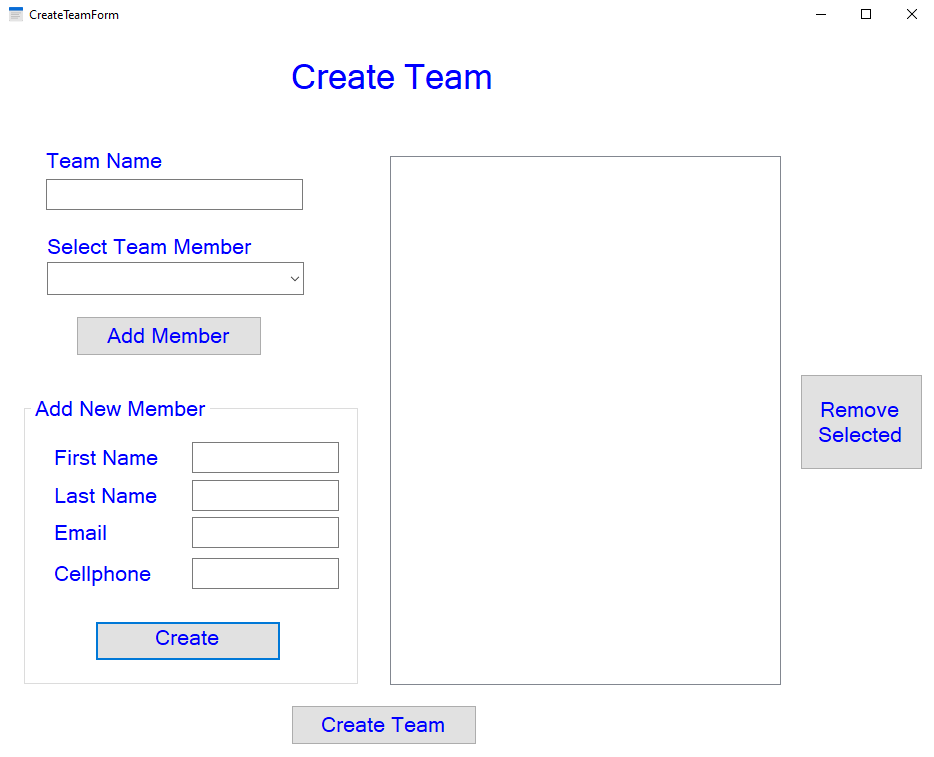 CreateTeamForm
Create Team
Team Name
Select Team Member
Add Member
Add New Member
First Name
Last Name
Email
Cellphone
Create
Remove
Selected
Create Team